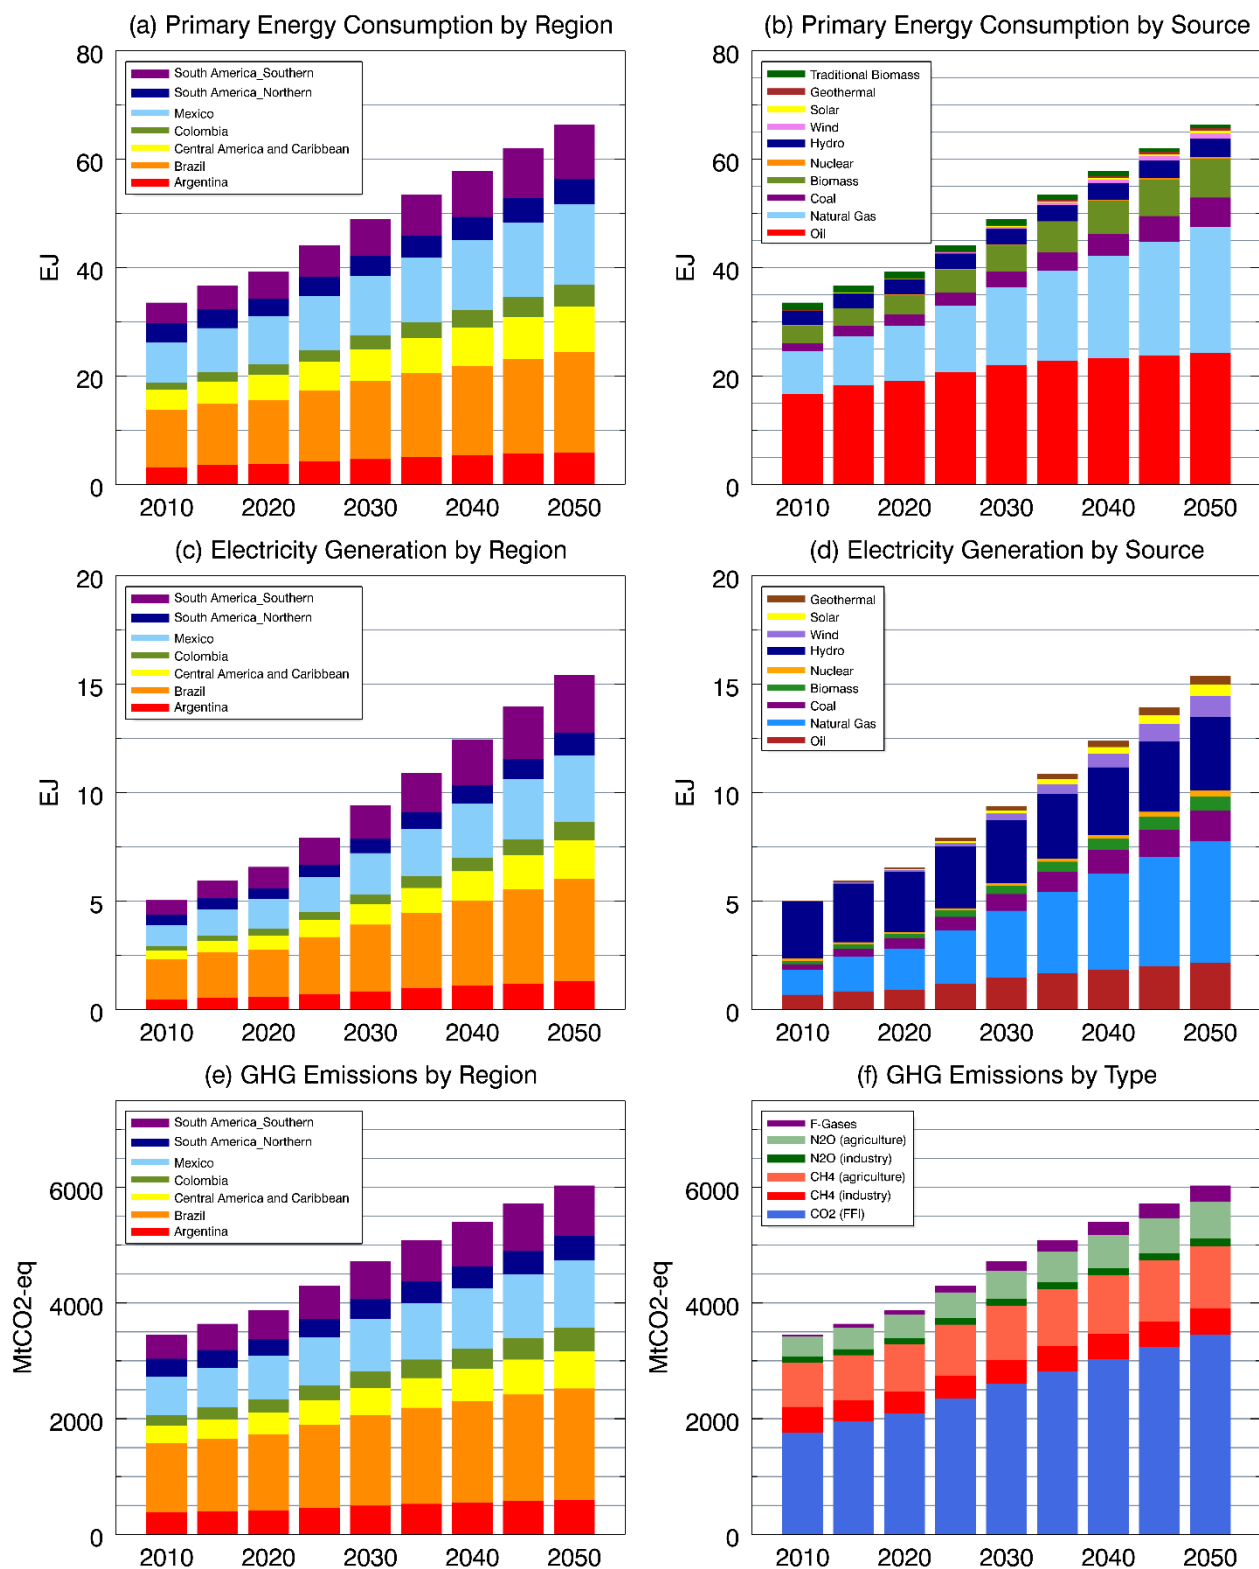 (a) Primary Energy Consumption by Region
80
60
40
20
0
EJ
South America_Southern
South America_Northern
Mexico
Colombia
Central America and Caribbean
Brazil
Argentina
2010 2020 2030 2040 2050
(b) Primary Energy Consumption by Source
80
60
40
20
0
EJ
Traditional Biomass
Geothermal
Solar
Wind
Hydro
Nuclear
Biomass
Coal
Natural Gas
Oil
2010 2020 2030 2040 2050
(c) Electricity Generation by Region
20
15
10
5
0
EJ
South America_Southern
South America_Northern
Mexico
Colombia
Central America and Caribbean
Brazil
Argentina
2010 2020 2030 2040 2050
(d) Electricity Generation by Source
20
15
10
5
0
EJ
Geothermal
Solar
Wind
Hydro
Nuclear
Biomass
Coal
Natural Gas
Oil
2010 2020 2030 2040 2050
(e) GHG Emissions by Region
6000
4000
2000
0
MtCO2-eq
South America_Southern
South America_Northern
Mexico
Colombia
Central America and Caribbean
Brazil
Argentina
2010 2020 2030 2040 2050
(f) GHG Emissions by Type
6000
4000
2000
0
MtCO2-eq
F-Gases
N2O (agriculture)
N2O (industry)
CH4 (agriculture)
CH4 (industry)
CO2 (FFI)
2010 2020 2030 2040 2050